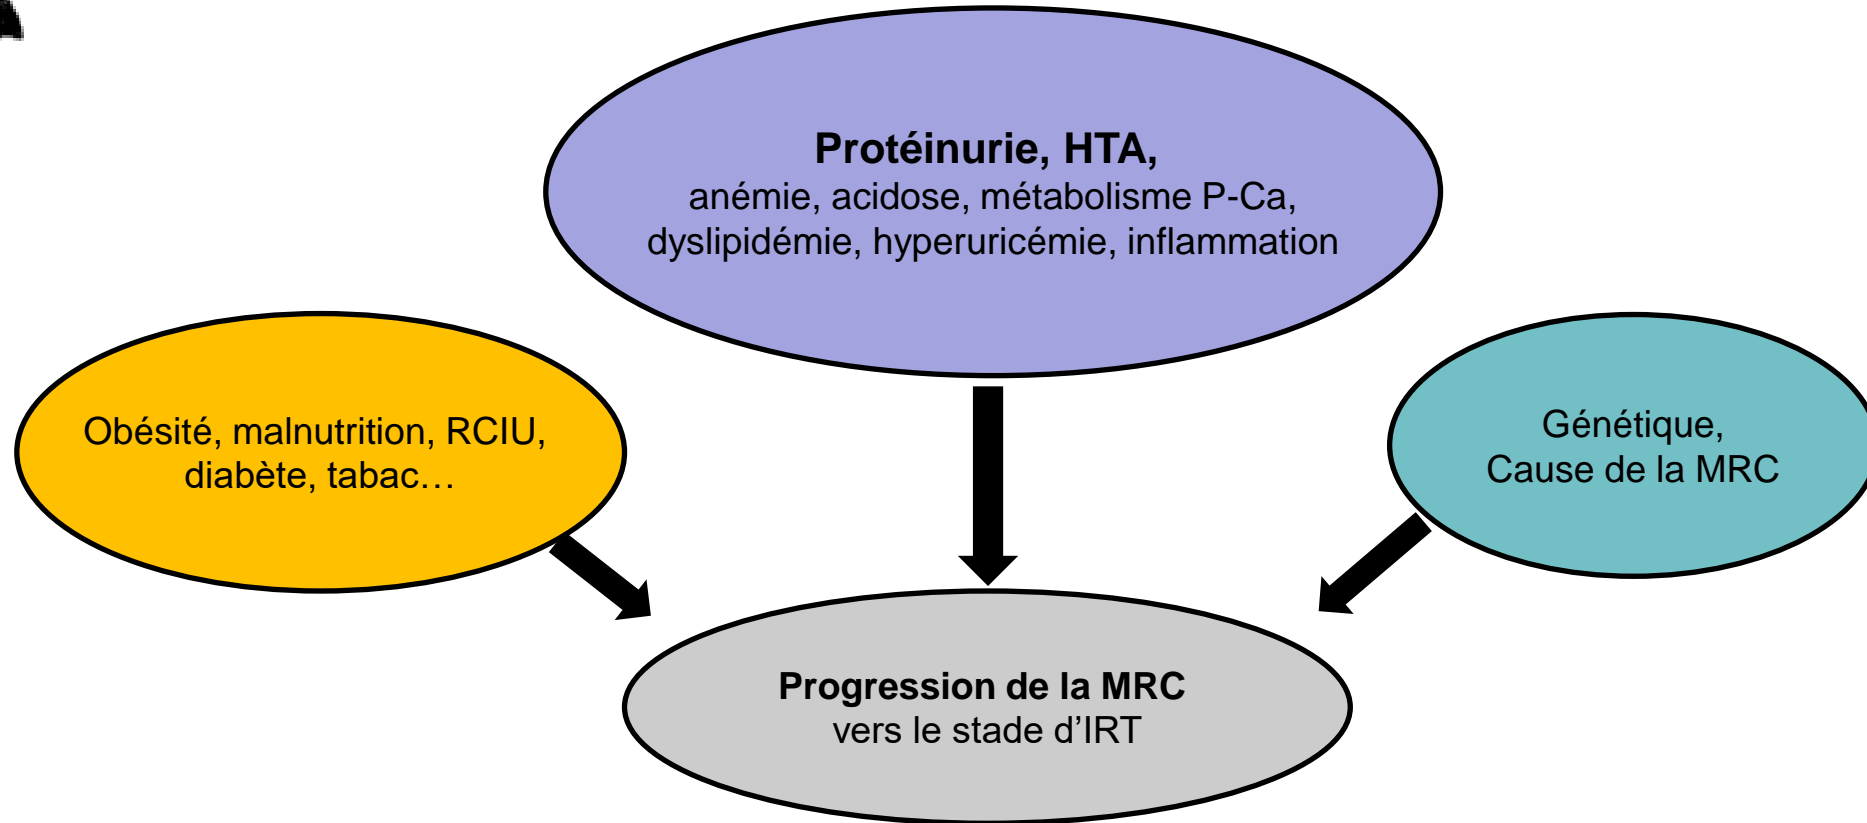 Protéinurie, HTA,
anémie, acidose, métabolisme P-Ca,
dyslipidémie, hyperuricémie, inflammation
Obésité, malnutrition, RCIU,
diabète, tabac…
Génétique,
Cause de la MRC
Progression de la MRC
vers le stade d’IRT